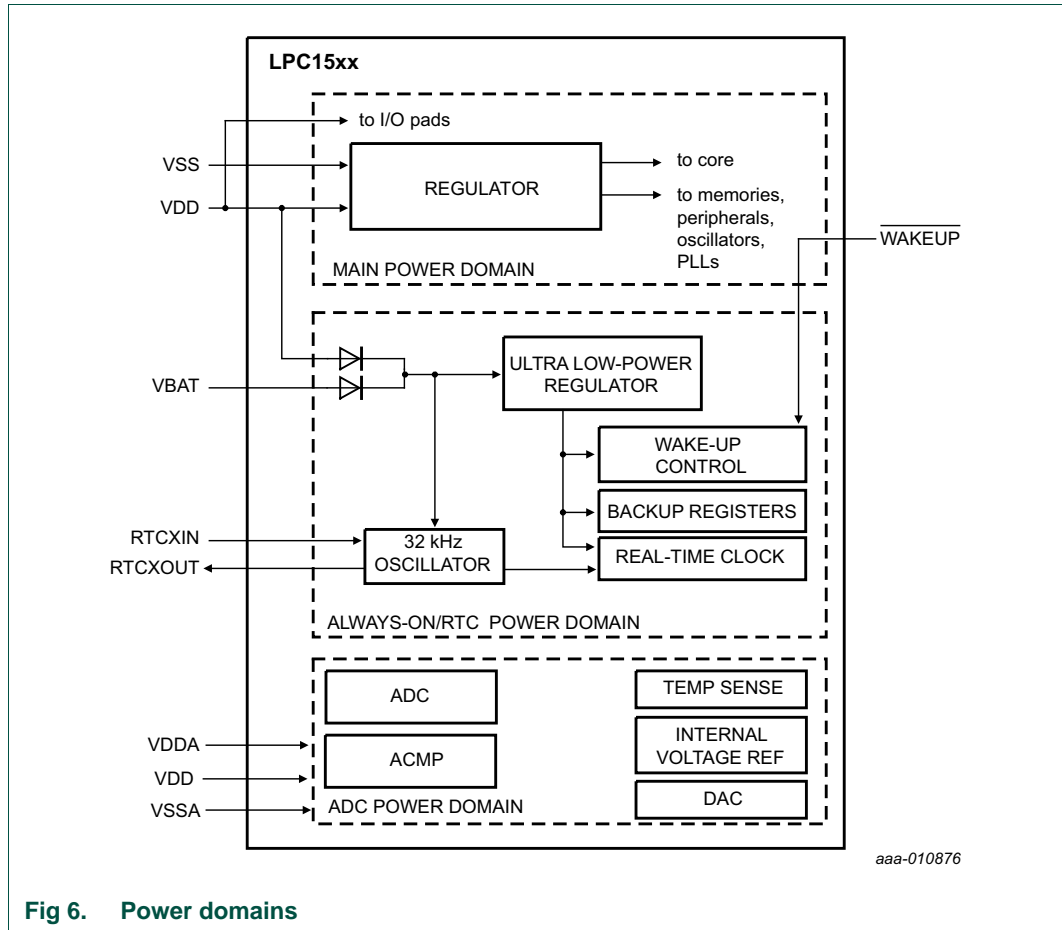 LPC15xx
to I/O pads
VSS
VDD
REGULATOR
to core
to memories,
peripherals,
oscillators,
PLLs
WAKEUP
MAIN POWER DOMAIN
VBAT
ULTRA LOW-POWER
REGULATOR
WAKE-UP
CONTROL
BACKUP REGISTERS
REAL-TIME CLOCK
RTCXIN
RTCXOUT
32 kHz
OSCILLATOR
ALWAYS-ON/RTC POWER DOMAIN
ADC
TEMP SENSE
VDDA
VDD
VSSA
ACMP
INTERNAL
VOLTAGE REF
DAC
ADC POWER DOMAIN
aaa-010876
Fig 6. Power domains